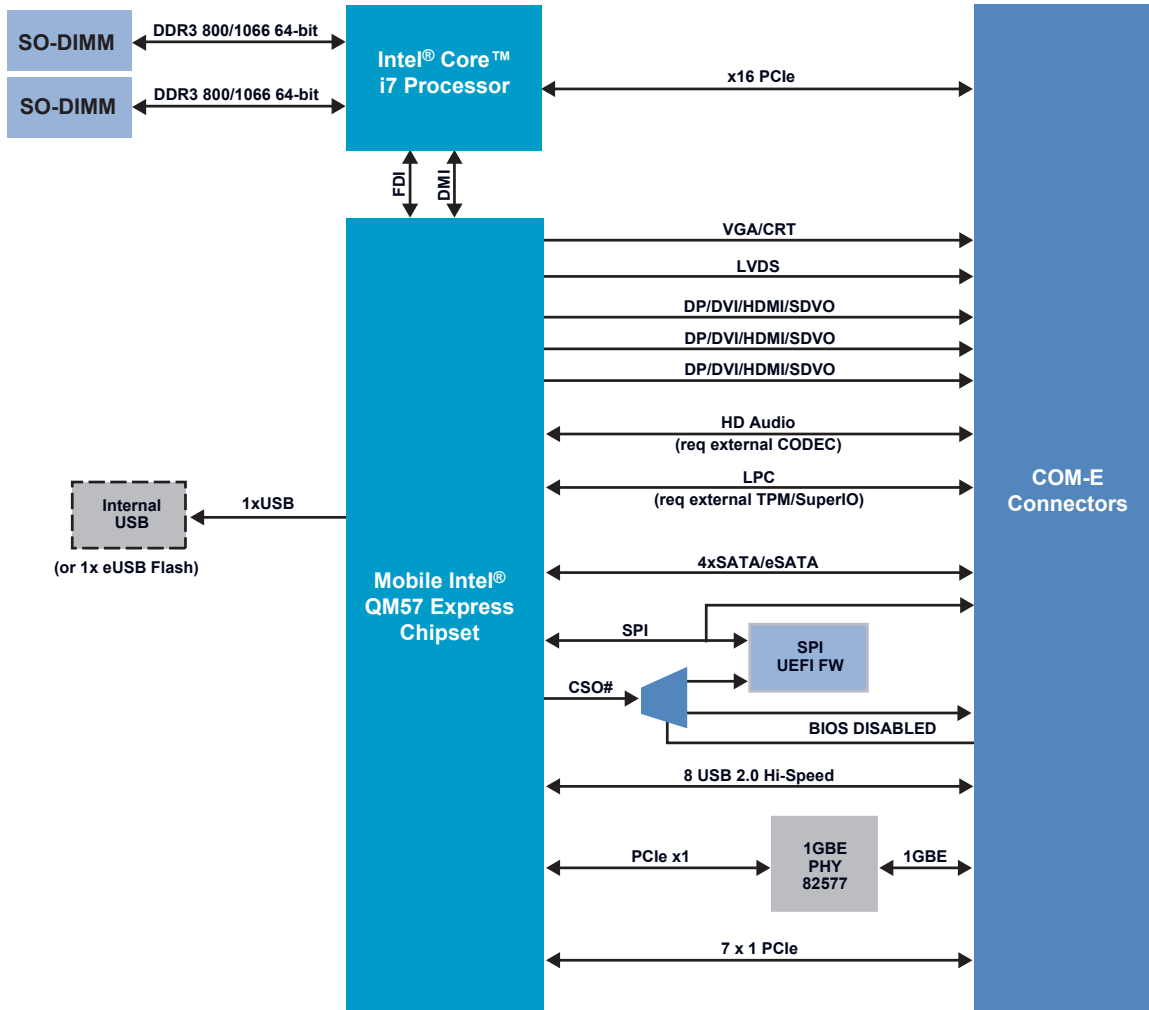 SO-DIMM
DDR3 800/1066 64-bit
SO-DIMM
DDR3 800/1066 64-bit
Intel® Core™
i7 Processor
x16 PCIe
FDI
DMI
VGA/CRT
LVDS
DP/DVI/HDMI/SDVO
DP/DVI/HDMI/SDVO
DP/DVI/HDMI/SDVO
HD Audio
(req external CODEC)
LPC
(req external TPM/SuperIO)
COM-E
Connectors
Internal
USB
1xUSB
(or 1x eUSB Flash)
Mobile Intel®
QM57 Express
Chipset
4xSATA/eSATA
SPI
SPI
UEFI FW
CSO#
BIOS DISABLED
8 USB 2.0 Hi-Speed
PCIe x1
1GBE
PHY
82577
1GBE
7 x 1 PCIe